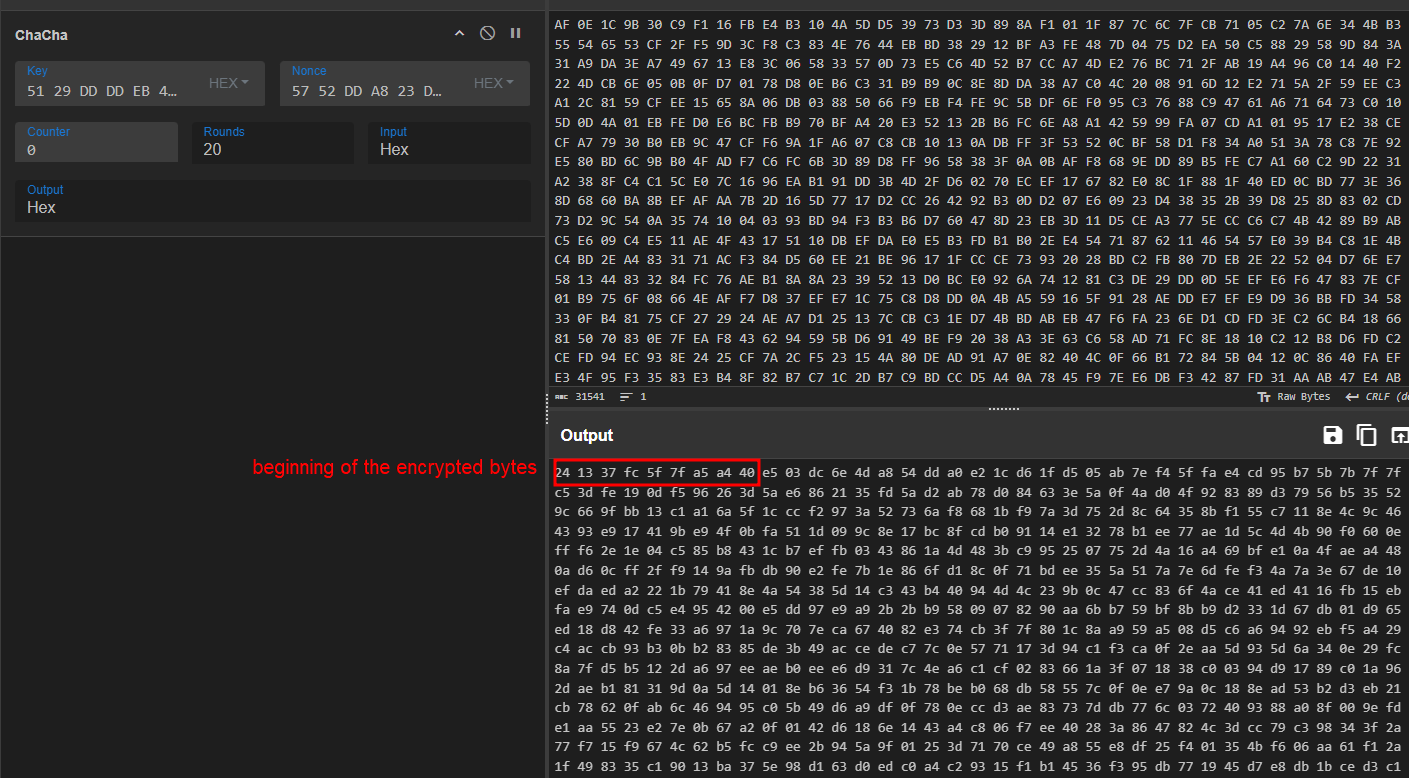 ChaCha
Key
51 29 DD DD EB 4…
HEX
Nonce
57 52 DD A8 23 D…
HEX
Counter
0
Rounds
20
Input
Hex
Output
Hex
beginning of the encrypted bytes
AF 0E 1C 9B 30 C9 F1 16 FB E4 B3 10 4A 5D D5 39 73 D3 3D 89 8A F1 01 1F 87 7C 6C 7F CB 71 05 C2 7A 6E 34 4B B3
55 54 65 53 CF 2F F5 9D 3C F8 C3 83 4E 76 44 EB BD 38 29 12 BF A3 FE 48 7D 04 75 D2 EA 50 C5 88 29 58 9D 84 3A
31 A9 DA 3E A7 49 67 13 E8 3C 06 58 33 57 0D 73 E5 C6 4D 52 B7 CC A7 4D E2 76 BC 71 2F AB 19 A4 96 C0 14 40 F2
22 4D CB 6E 05 0B 0F D7 01 78 D8 0E B6 C3 31 B9 B9 0C 8E 8D DA 38 A7 C0 4C 20 08 91 6D 12 E2 71 5A 2F 59 EE C3
A1 2C 81 59 CF EE 15 65 8A 06 DB 03 88 50 66 F9 EB F4 FE 9C 5B DF 6E F0 95 C3 76 88 C9 47 61 A6 71 64 73 C0 10
5D 0D 4A 01 EB FE D0 E6 BC FB B9 70 BF A4 20 E3 52 13 2B B6 FC 6E A8 A1 42 59 99 FA 07 CD A1 01 95 17 E2 38 CE
CF A7 79 30 B0 EB 9C 47 CF F6 9A 1F A6 07 C8 CB 10 13 0A DB FF 3F 53 52 0C BF 58 D1 F8 34 A0 51 3A 78 C8 7E 92
E5 80 BD 6C 9B B0 4F AD F7 C6 FC 6B 3D 89 D8 FF 96 58 38 3F 0A 0B AF F8 68 9E DD 89 B5 FE C7 A1 60 C2 9D 22 31
A2 38 8F C4 C1 5C E0 7C 16 96 EA B1 91 DD 3B 4D 2F D6 02 70 EC EF 17 67 82 E0 8C 1F 88 1F 40 ED 0C BD 77 3E 36
8D 68 60 BA 8B EF AF AA 7B 2D 16 5D 77 17 D2 CC 26 42 92 B3 0D D2 07 E6 09 23 D4 38 35 2B 39 D8 25 8D 83 02 CD
73 D2 9C 54 0A 35 74 10 04 03 93 BD 94 F3 B3 B6 D7 60 47 8D 23 EB 3D 11 D5 CE A3 77 5E CC C6 C7 4B 42 89 B9 AB
C5 E6 09 C4 E5 11 AE 4F 43 17 51 10 DB EF DA E0 E5 B3 FD B1 B0 2E E4 54 71 87 62 11 46 54 57 E0 39 B4 C8 1E 4B
C4 BD 2E A4 83 31 71 AC F3 84 D5 60 EE 21 BE 96 17 1F CC CE 73 93 20 28 BD C2 FB 80 7D EB 2E 22 52 04 D7 6E E7
58 13 44 83 32 84 FC 76 AE B1 8A 8A 23 39 52 13 D0 BC E0 92 6A 74 12 81 C3 DE 29 DD 0D 5E EF E6 F6 47 83 7E CF
01 B9 75 6F 08 66 4E AF F7 D8 37 EF E7 1C 75 C8 D8 DD 0A 4B A5 59 16 5F 91 28 AE DD E7 EF E9 D9 36 BB FD 34 58
33 0F B4 81 75 CF 27 29 24 AE A7 D1 25 13 7C CB C3 1E D7 4B BD AB EB 47 F6 FA 23 6E D1 CD FD 3E C2 6C B4 18 66
81 50 70 83 0E 7F EA F8 43 62 94 59 5B D6 91 49 BE F9 20 38 A3 3E 63 C6 58 AD 71 FC 8E 18 10 C2 12 B8 D6 FD C2
CE FD 94 EC 93 8E 24 25 CF 7A 2C F5 23 15 4A 80 DE AD 91 A7 0E 82 40 4C 0F 66 B1 72 84 5B 04 12 0C 86 40 FA EF
E3 4F 95 F3 35 83 E3 B4 8F 82 B7 C7 1C 2D B7 C9 BD CC D5 A4 0A 78 45 F9 7E E6 DB F3 42 87 FD 31 AA AB 47 E4 AB
ABC 31541 1 Tт Raw Bytes CRLF (de
Output
24 13 37 fc 5f 7f a5 a4 40 e5 03 dc 6e 4d a8 54 dd a0 e2 1c d6 1f d5 05 ab 7e f4 5f fa e4 cd 95 b7 5b 7b 7f 7f
c5 3d fe 19 0d f5 96 26 3d 5a e6 86 21 35 fd 5a d2 ab 78 d0 84 63 3e 5a 0f 4a d0 4f 92 83 89 d3 79 56 b5 35 52
9c 66 9f bb 13 c1 a1 6a 5f 1c cc f2 97 3a 52 73 6a f8 68 1b f9 7a 3d 75 2d 8c 64 35 8b f1 55 c7 11 8e 4c 9c 46
43 93 e9 17 41 9b e9 4f 0b fa 51 1d 09 9c 8e 17 bc 8f cd b0 91 14 e1 32 78 b1 ee 77 ae 1d 5c 4d 4b 90 f0 60 0e
ff f6 2e 1e 04 c5 85 b8 43 1c b7 ef fb 03 43 86 1a 4d 48 3b c9 95 25 07 75 2d 4a 16 a4 69 bf e1 0a 4f ae a4 48
0a d6 0c ff 2f f9 14 9a fb db 90 e2 fe 7b 1e 86 6f d1 8c 0f 71 bd ee 35 5a 51 7a 7e 6d fe f3 4a 7a 3e 67 de 10
ef da ed a2 22 1b 79 41 8e 4a 54 38 5d 14 c3 43 b4 40 94 4d 4c 23 9b 0c 47 cc 83 6f 4a ce 41 ed 41 16 fb 15 eb
fa e9 74 0d c5 e4 95 42 00 e5 dd 97 e9 a2 2b 2b b9 58 09 07 82 90 aa 6b b7 59 bf 8b b9 d2 33 1d 67 db 01 d9 65
ed 18 d8 42 fe 33 a6 97 1a 9c 70 7e ca 67 40 82 e3 74 cb 3f 7f 80 1c 8a a9 59 a5 08 d5 c6 a6 94 92 eb f5 a4 29
c4 ac cb 93 b3 0b b2 83 85 de 3b 49 ac ce de c7 7c 0e 57 71 17 3d 94 c1 f3 ca 0f 2e aa 5d 93 5d 6a 34 0e 29 fc
8a 7f d5 b5 12 2d a6 97 ee ae b0 ee e6 d9 31 7c 4e a6 c1 cf 02 83 66 1a 3f 07 18 38 c0 03 94 d9 17 89 c0 1a 96
2d ae b1 81 31 9d 0a 5d 14 01 8e b6 36 54 f3 1b 78 be b0 68 db 58 55 7c 0f 0e e7 9a 0c 18 8e ad 53 b2 d3 eb 21
cb 78 62 0f ab 6c 46 94 95 c0 5b 49 d6 a9 df 0f 78 0e cc d3 ae 83 73 7d db 77 6c 03 72 40 93 88 a0 8f 00 9e fd
e1 aa 55 23 e2 7e 0b 67 a2 0f 01 42 d6 18 6e 14 43 a4 c8 06 f7 ee 40 28 3a 86 47 82 4c 3d cc 79 c3 98 34 3f 2a
77 f7 15 f9 67 4c 62 b5 fc c9 ee 2b 94 5a 9f 01 25 3d 71 70 ce 49 a8 55 e8 df 25 f4 01 35 4b f6 06 aa 61 f1 2a
1f 49 83 35 c1 90 13 ba 37 5e 98 d1 63 d0 ed c0 a4 c2 93 15 f1 b1 45 36 f3 95 db 77 19 45 d7 e8 db 1b ce d3 c1